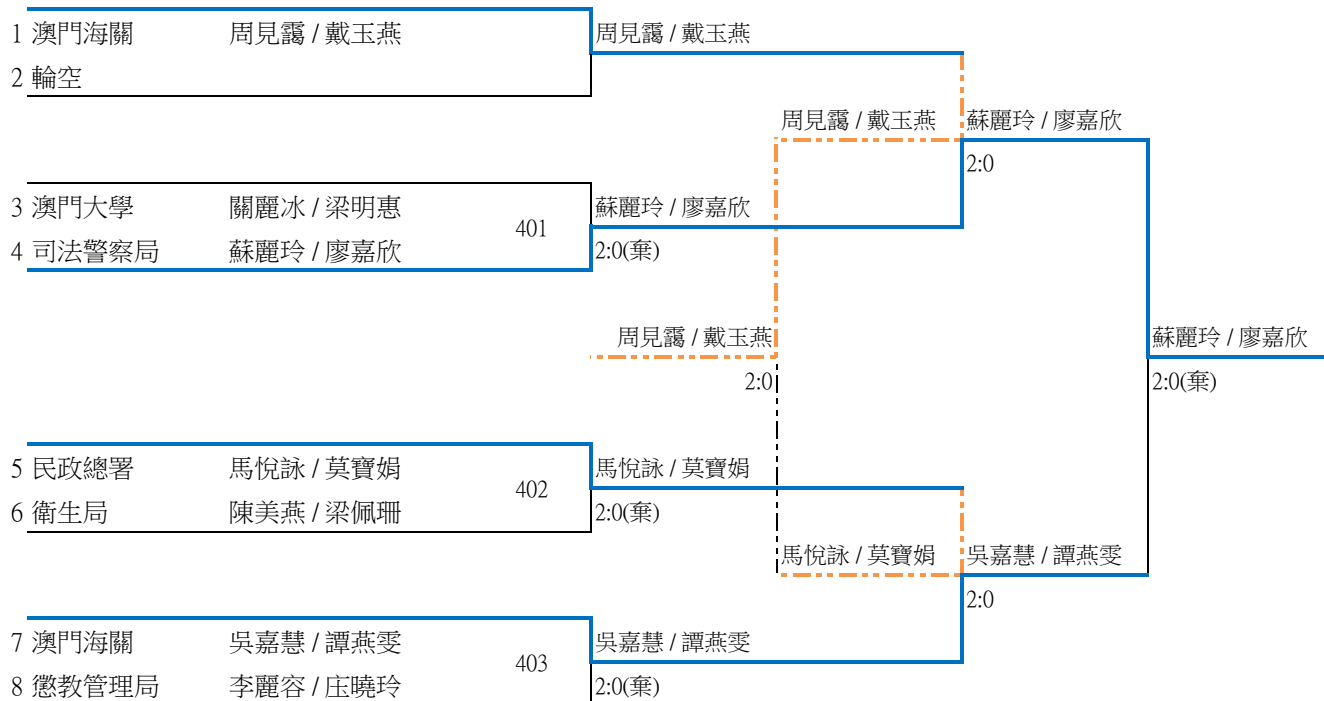 1 澳門海關 周見靄 / 戴玉燕 周見靄 / 戴玉燕
2 輪空
周見靄 / 戴玉燕 蘇麗玲 / 廖嘉欣
2:0
3 澳門大學 關麗冰 / 梁明惠 401 蘇麗玲 / 廖嘉欣
4 司法警察局 蘇麗玲 / 廖嘉欣 2:0(棄)
周見靄 / 戴玉燕 蘇麗玲 / 廖嘉欣
2:0 2:0(棄)
5 民政總署 馬悅詠 / 莫寶娟 402 馬悅詠 / 莫寶娟
6 衛生局 陳美燕 / 梁佩珊 2:0(棄)
馬悅詠 / 莫寶娟 吳嘉慧 / 譚燕雯
2:0
7 澳門海關 吳嘉慧 / 譚燕雯 403 吳嘉慧 / 譚燕雯
8 懲教管理局 李麗容 / 庄曉玲 2:0(棄)